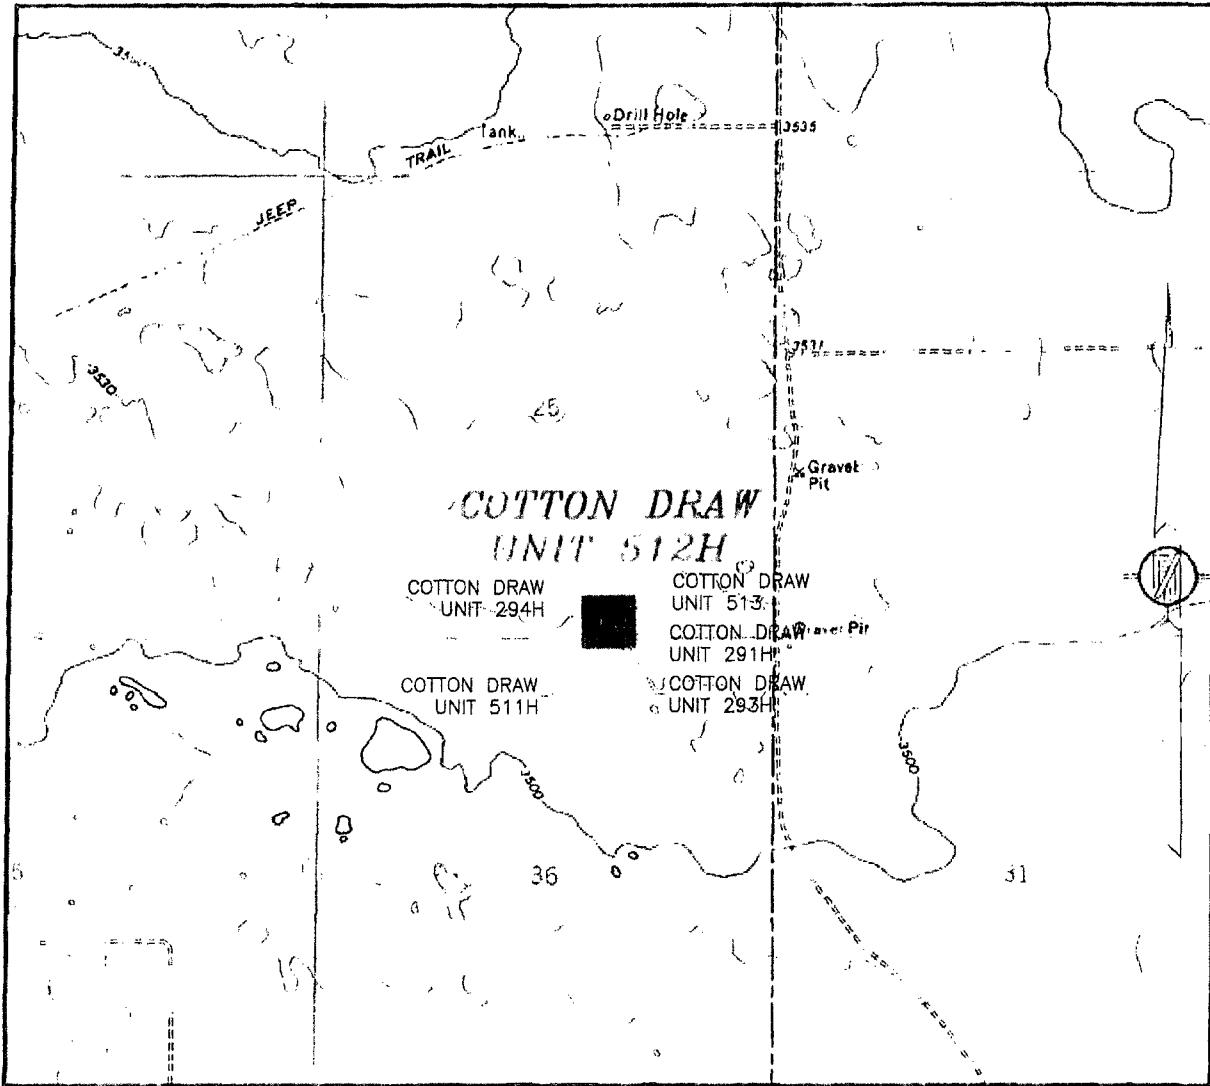 Drill Hole
Tank
3535
TRAIL
JEEP
3531
3530
25
Gravel
Pit
COTTON DRAW
UNIT 512H
COTTON DRAW
UNIT 294H
COTTON DRAW
UNIT 513
COTTON DRAW
UNIT 291H
Gravel Pit
COTTON DRAW
UNIT 511H
COTTON DRAW
UNIT 293H
3500
3500
36
31